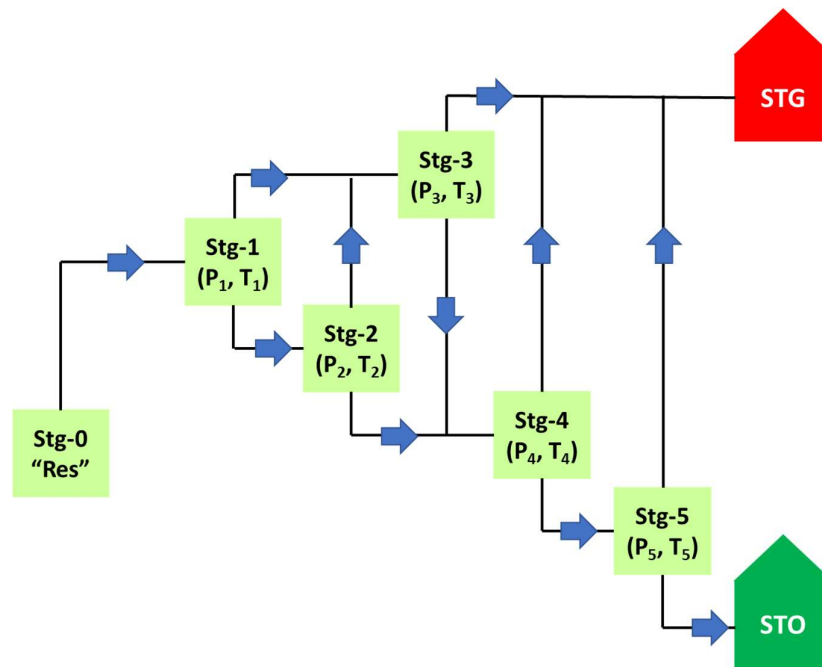 STG
Stg-3
(P₃, T₃)
Stg-1
(P₁, T₁)
Stg-2
(P₂, T₂)
Stg-0
“Res”
Stg-4
(P₄, T₄)
Stg-5
(P₅, T₅)
STO